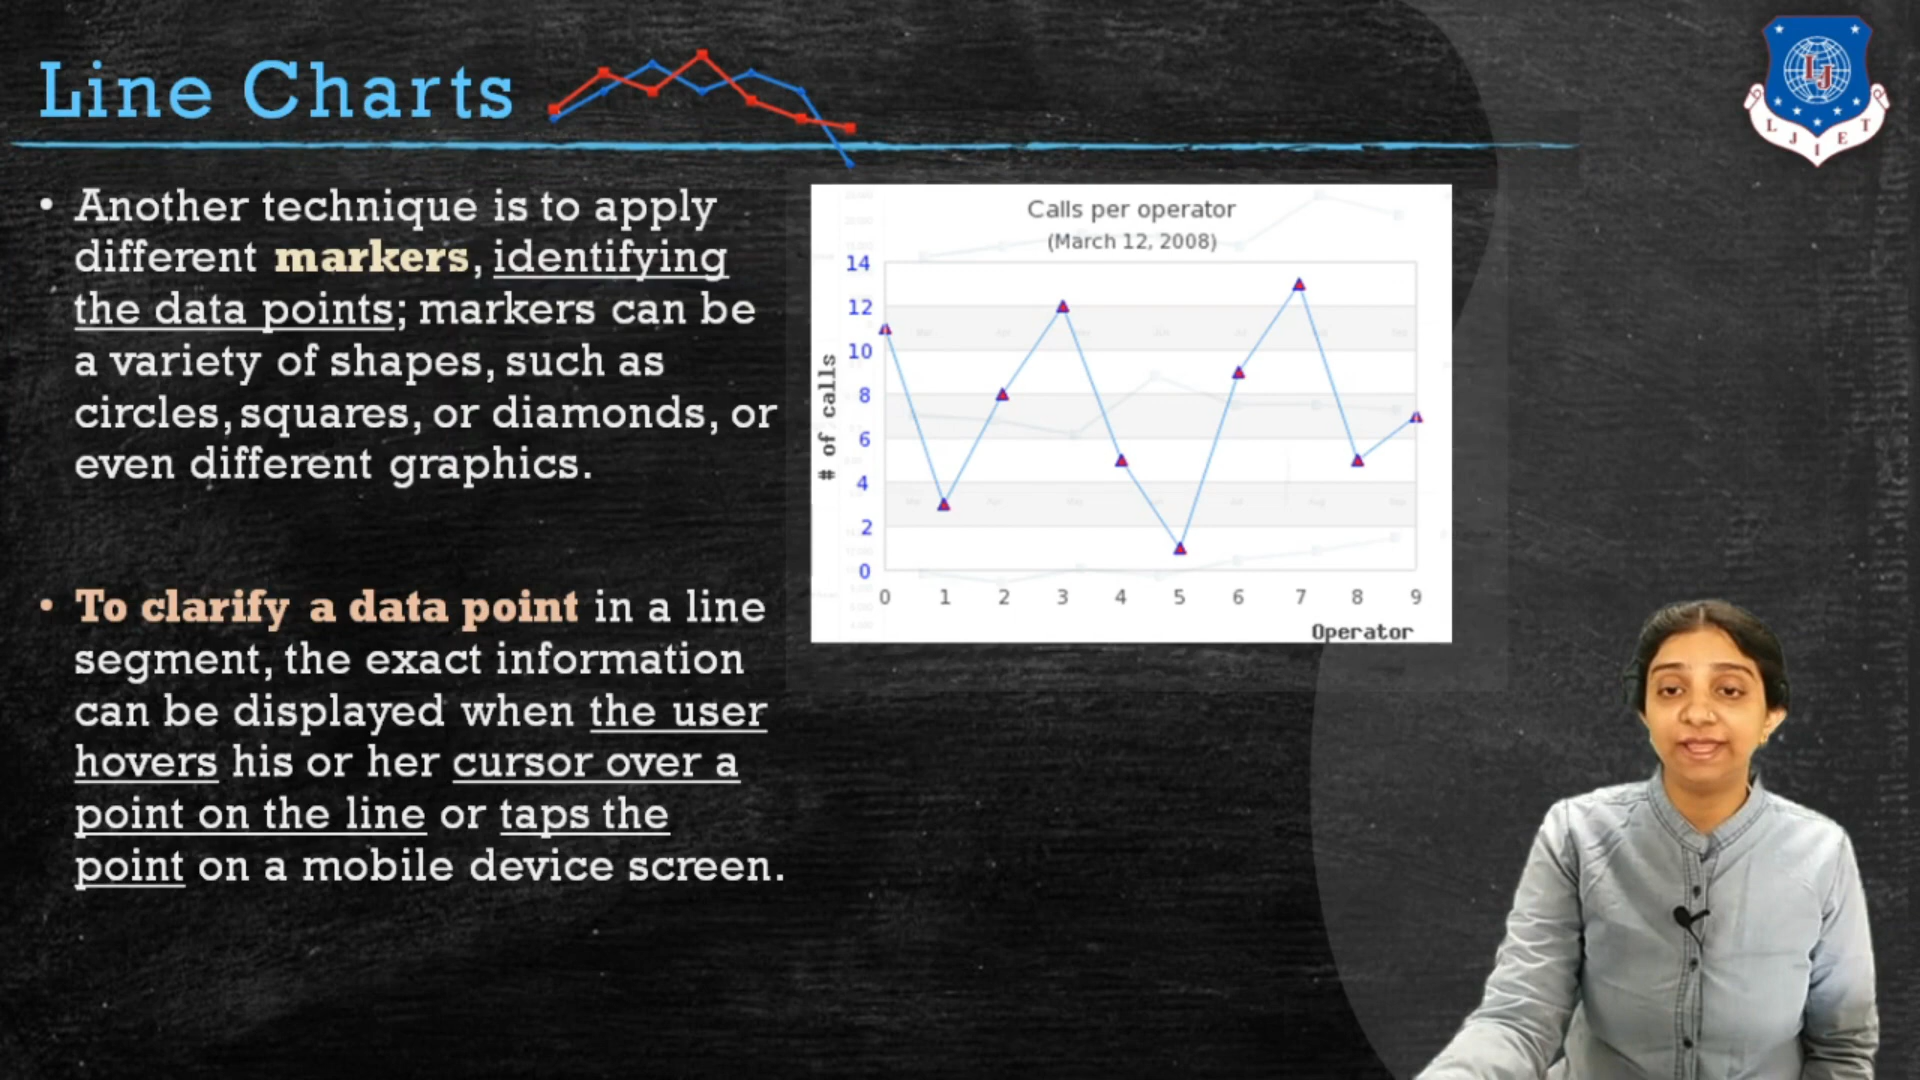 Line Charts
• Another technique is to apply
different markers, identifying
the data points; markers can be
a variety of shapes, such as
circles, squares, or diamonds, or
even different graphics.
• To clarify a data point in a line
segment, the exact information
can be displayed when the user
hovers his or her cursor over a
point on the line or taps the
point on a mobile device screen.
Calls per operator
(March 12, 2008)
14
12
10
8
6
4
2
0
# of calls
0 1 2 3 4 5 6 7 8 9
Operator
LJ
L J I E T